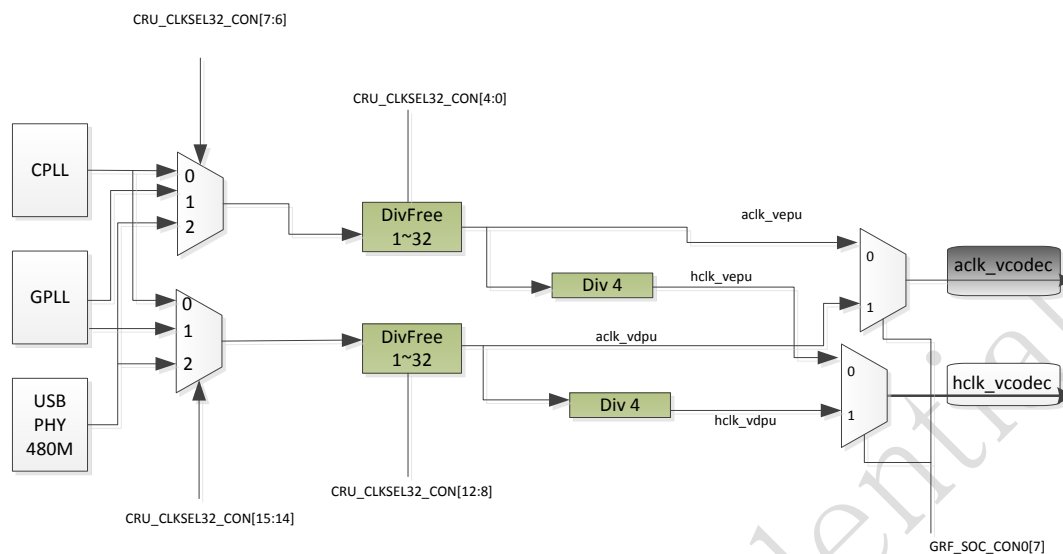 CRU_CLKSEL32_CON[7:6]
CRU_CLKSEL32_CON[4:0]
CPLL
0
1
2
DivFree
1~32
aclk_vepu
0
1
aclk_vcodec
GPLL
Div 4
hclk_vepu
0
1
2
DivFree
1~32
aclk_vdpu
0
1
hclk_vcodec
USB
PHY
480M
Div 4
hclk_vdpu
CRU_CLKSEL32_CON[15:14]
CRU_CLKSEL32_CON[12:8]
GRF_SOC_CON0[7]